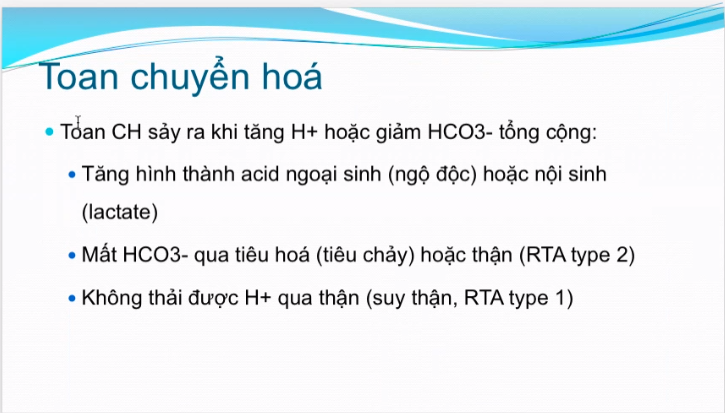 Toan chuyển hoá
Toan CH sảy ra khi tăng H+ hoặc giảm HCO3- tổng cộng:
Tăng hình thành acid ngoại sinh (ngộ độc) hoặc nội sinh
(lactate)
Mất HCO3- qua tiêu hoá (tiêu chảy) hoặc thận (RTA type 2)
Không thải được H+ qua thận (suy thận, RTA type 1)